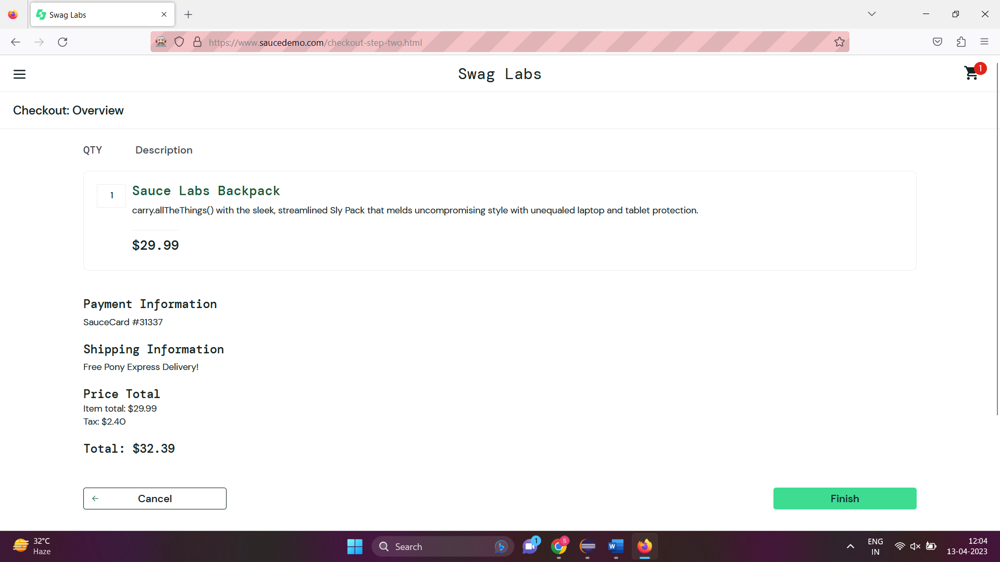 Swag Labs
https://www.saucedemo.com/checkout-step-two.html
Swag Labs
1
Checkout: Overview
QTY Description
1
Sauce Labs Backpack
carry.allTheThings() with the sleek, streamlined Sly Pack that melds uncompromising style with unequaled laptop and tablet protection.
$29.99
Payment Information
SauceCard #31337
Shipping Information
Free Pony Express Delivery!
Price Total
Item total: $29.99
Tax: $2.40
Total: $32.39
Cancel
Finish
32°C
Haze
Search
1
S
W
ENG
IN
12:04
13-04-2023